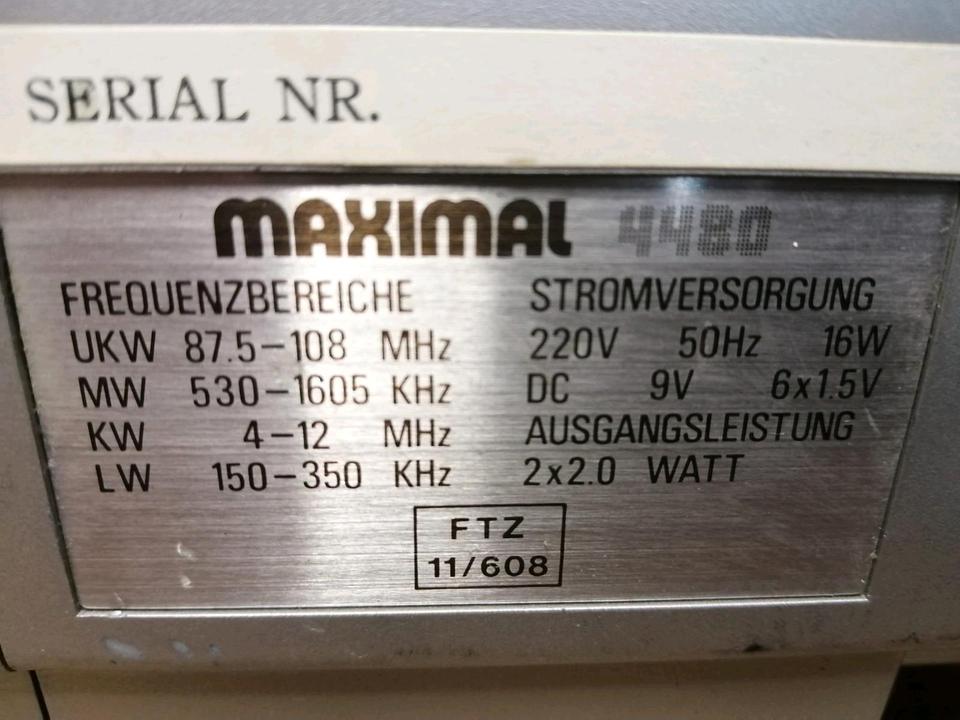 SERIAL NR.
MAXIMAL 4480
FREQUENZBEREICHE STROMVERSORGUNG
UKW 87.5-108 MHz 220V 50Hz 16W
MW 530-1605 KHz DC 9V 6x1.5V
KW 4-12 MHz AUSGANGSLEISTUNG
LW 150-350 KHz 2x2.0 WATT
FTZ
11/608